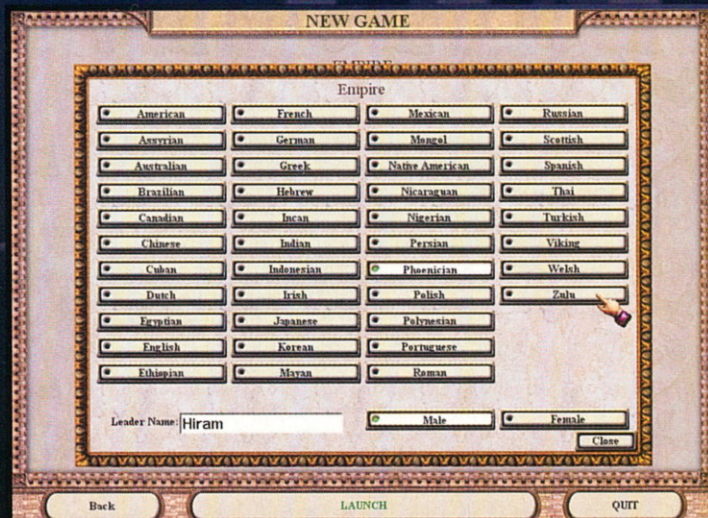 NEW GAME
EMPIRE
Empire
American French Mexican Russian
Assyrian German Mongol Scottish
Australian Greek Native American Spanish
Brazilian Hebrew Nicaraguan Thai
Canadian Incan Nigerian Turkish
Chinese Indian Persian Viking
Cuban Indonesian Phoenician Welsh
Dutch Irish Polish Zulu
Egyptian Japanese Polynesian
English Korean Portuguese
Ethiopian Mayan Roman
Leader Name: Hiram Male Female
Close
Back LAUNCH QUIT